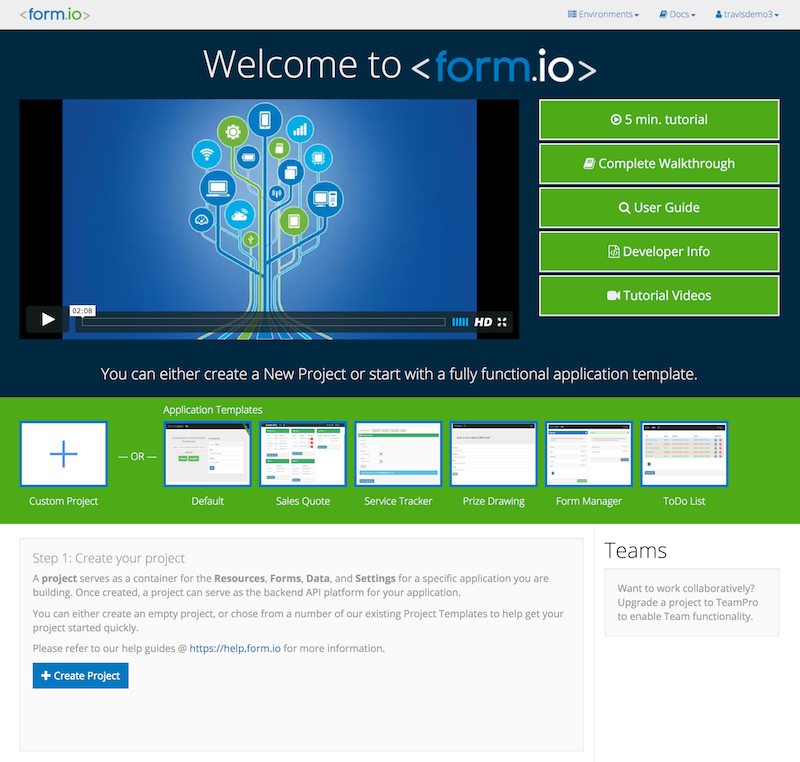 <form.io>
Environments
Docs
travisdemo3
Welcome to <form.io>
5 min. tutorial
Complete Walkthrough
User Guide
Developer Info
Tutorial Videos
02:08
HD
You can either create a New Project or start with a fully functional application template.
Application Templates
— OR —
Custom Project
Default
Sales Quote
Service Tracker
Prize Drawing
Form Manager
ToDo List
Step 1: Create your project
A project serves as a container for the Resources, Forms, Data, and Settings for a specific application you are
building. Once created, a project can serve as the backend API platform for your application.
You can either create an empty project, or chose from a number of our existing Project Templates to help get your
project started quickly.
Please refer to our help guides @ https://help.form.io for more information.
Create Project
Teams
Want to work collaboratively?
Upgrade a project to TeamPro
to enable Team functionality.